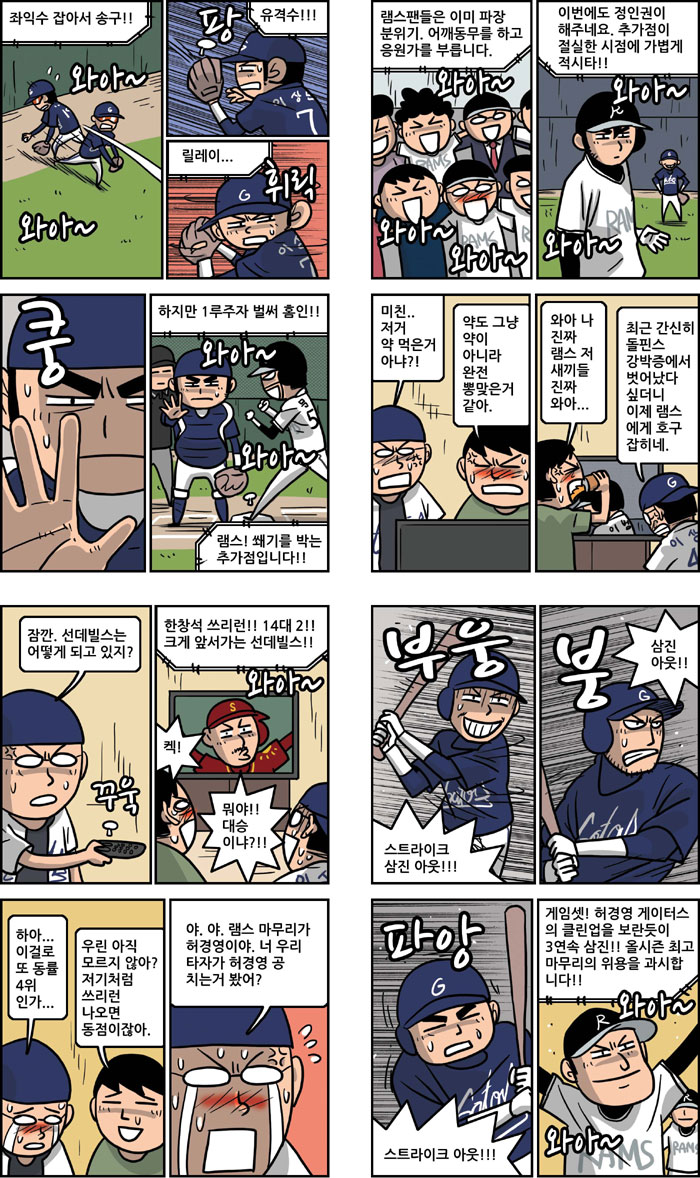 좌익수 잡아서 송구!!
와아~
와아~
유격수!!!
팡
이상진
7
G
릴레이...
휘릭
G
쿵
하지만 1루주자 벌써 홈인!!
와아~
와아~
램스! 쐐기를 박는
추가점입니다!!
램스팬들은 이미 파장
분위기. 어깨동무를 하고
응원가를 부릅니다.
와아~
RAMS
RAMS
와아~
와아~
이번에도 정인권이
해주네요. 추가점이
절실한 시점에 가볍게
적시타!!
와아~
RAMS
와아~
미친..
저거
약 먹은거
아냐?!
약도 그냥
약이
아니라
완전
뽕맞은거
같아.
와아 나
진짜
램스 저
새끼들
진짜
와아...
최근 간신히
돌핀스
강박증에서
벗어났다
싶더니
이제 램스
에게 호구
잡히네.
잠깐. 선데빌스는
어떻게 되고 있지?
꾸욱
한창석 쓰리런!! 14대 2!!
크게 앞서가는 선데빌스!!
와아~
S
켁!
뭐야!!
대승
이냐?!!
하아...
이걸로
또 동률
4위
인가...
우린 아직
모르지 않아?
저기처럼
쓰리런
나오면
동점이잖아.
야. 야. 램스 마무리가
허경영이야. 너 우리
타자가 허경영 공
치는거 봤어?
부웅
스트라이크
삼진 아웃!!!
붕
삼진
아웃!!
G
Gators
파앙
G
Gators
스트라이크 아웃!!!
게임셋! 허경영 게이터스
의 클린업을 보란듯이
3연속 삼진!! 올시즌 최고
마무리의 위용을 과시합
니다!!
와아~
R
와아~
RAMS
RAMS